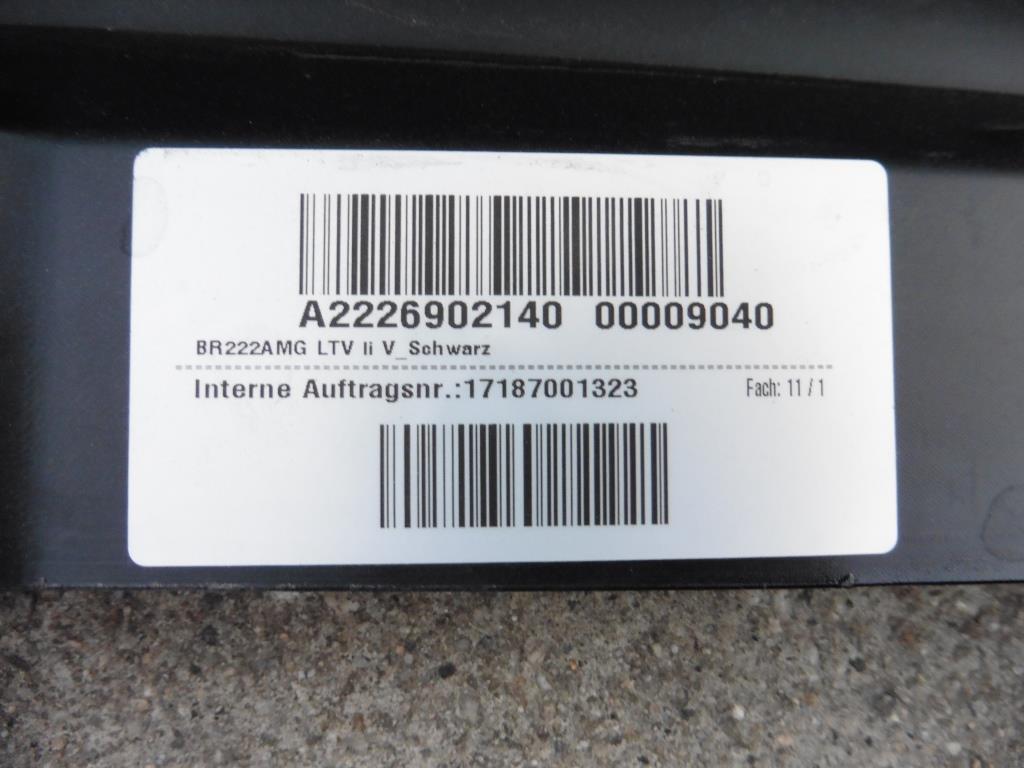 A2226902140 00009040
BR222AMG LTV li V_Schwarz
Interne Auftragsnr.:17187001323 Fach: 11 / 1